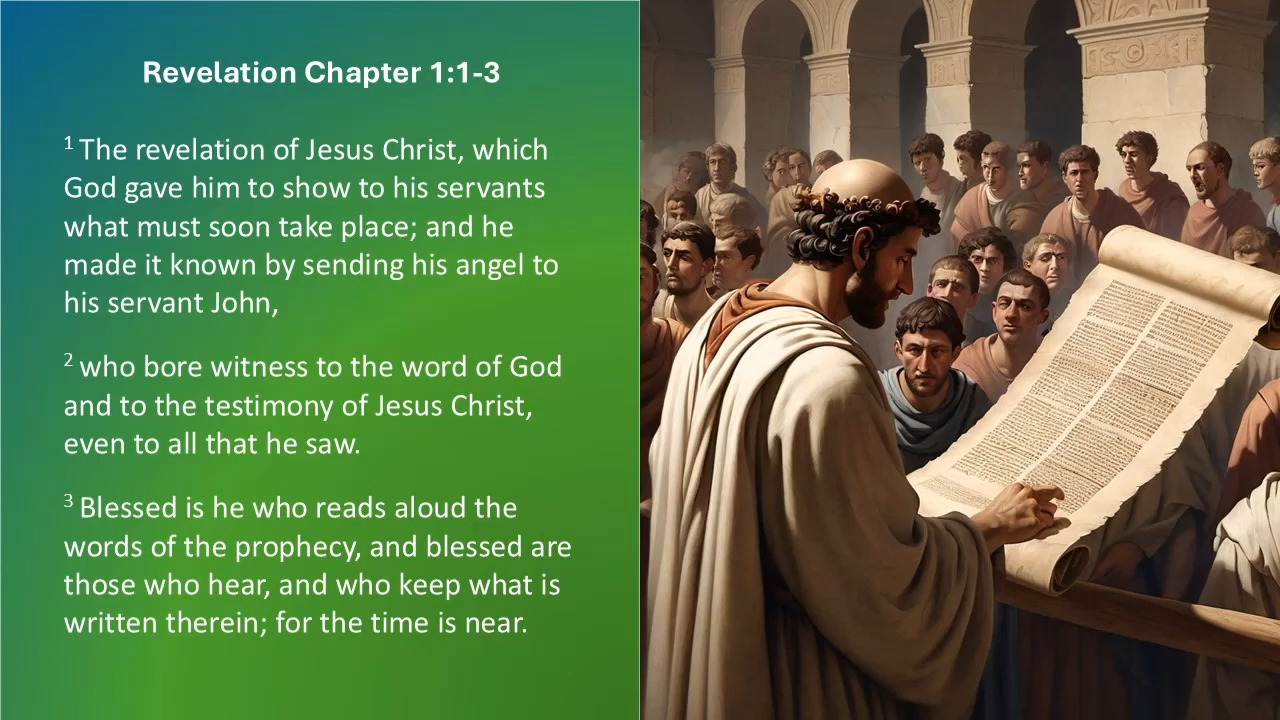 Revelation Chapter 1:1-3
1 The revelation of Jesus Christ, which
God gave him to show to his servants
what must soon take place; and he
made it known by sending his angel to
his servant John,
2 who bore witness to the word of God
and to the testimony of Jesus Christ,
even to all that he saw.
3 Blessed is he who reads aloud the
words of the prophecy, and blessed are
those who hear, and who keep what is
written therein; for the time is near.